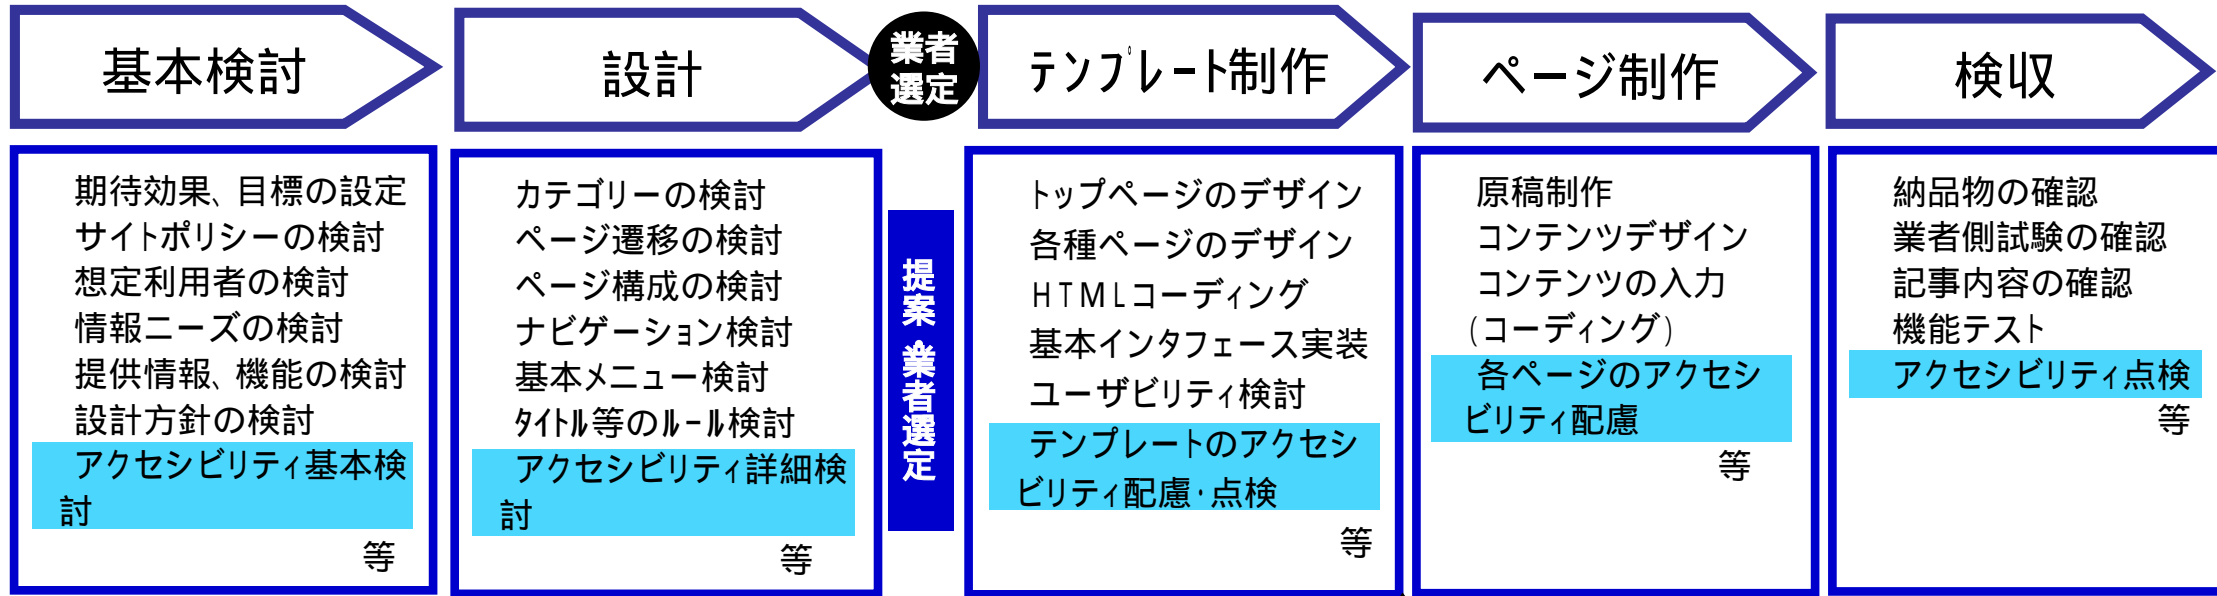 基本検討
期待効果、目標の設定
サイトポリシーの検討
想定利用者の検討
情報ニーズの検討
提供情報、機能の検討
設計方針の検討
アクセシビリティ基本検
討
等
設計
カテゴリーの検討
ページ遷移の検討
ページ構成の検討
ナビゲーション検討
基本メニュー検討
タイトル等のルール検討
アクセシビリティ詳細検
討
等
業者
選定
提案・業者選定
テンプレート制作
トップページのデザイン
各種ページのデザイン
HTMLコーディング
基本インタフェース実装
ユーザビリティ検討
テンプレートのアクセシ
ビリティ配慮・点検
等
ページ制作
原稿制作
コンテンツデザイン
コンテンツの入力
(コーディング)
各ページのアクセシ
ビリティ配慮
等
検収
納品物の確認
業者側試験の確認
記事内容の確認
機能テスト
アクセシビリティ点検
等